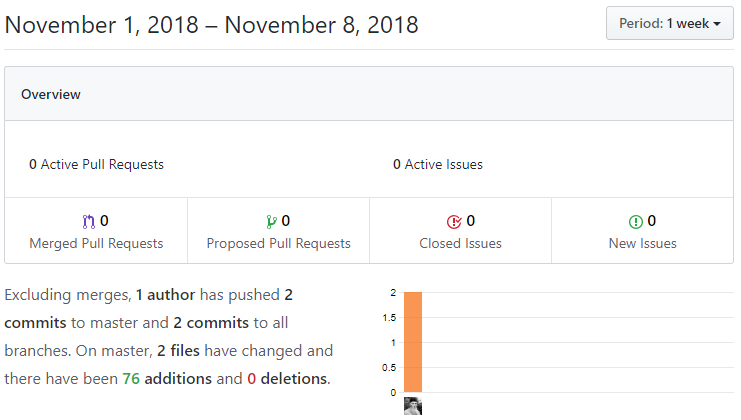 November 1, 2018 – November 8, 2018
Period: 1 week
Overview
0 Active Pull Requests
0 Active Issues
0
Merged Pull Requests
0
Proposed Pull Requests
0
Closed Issues
0
New Issues
Excluding merges, 1 author has pushed 2
commits to master and 2 commits to all
branches. On master, 2 files have changed and
there have been 76 additions and 0 deletions.
2
1.5
1
0.5
0